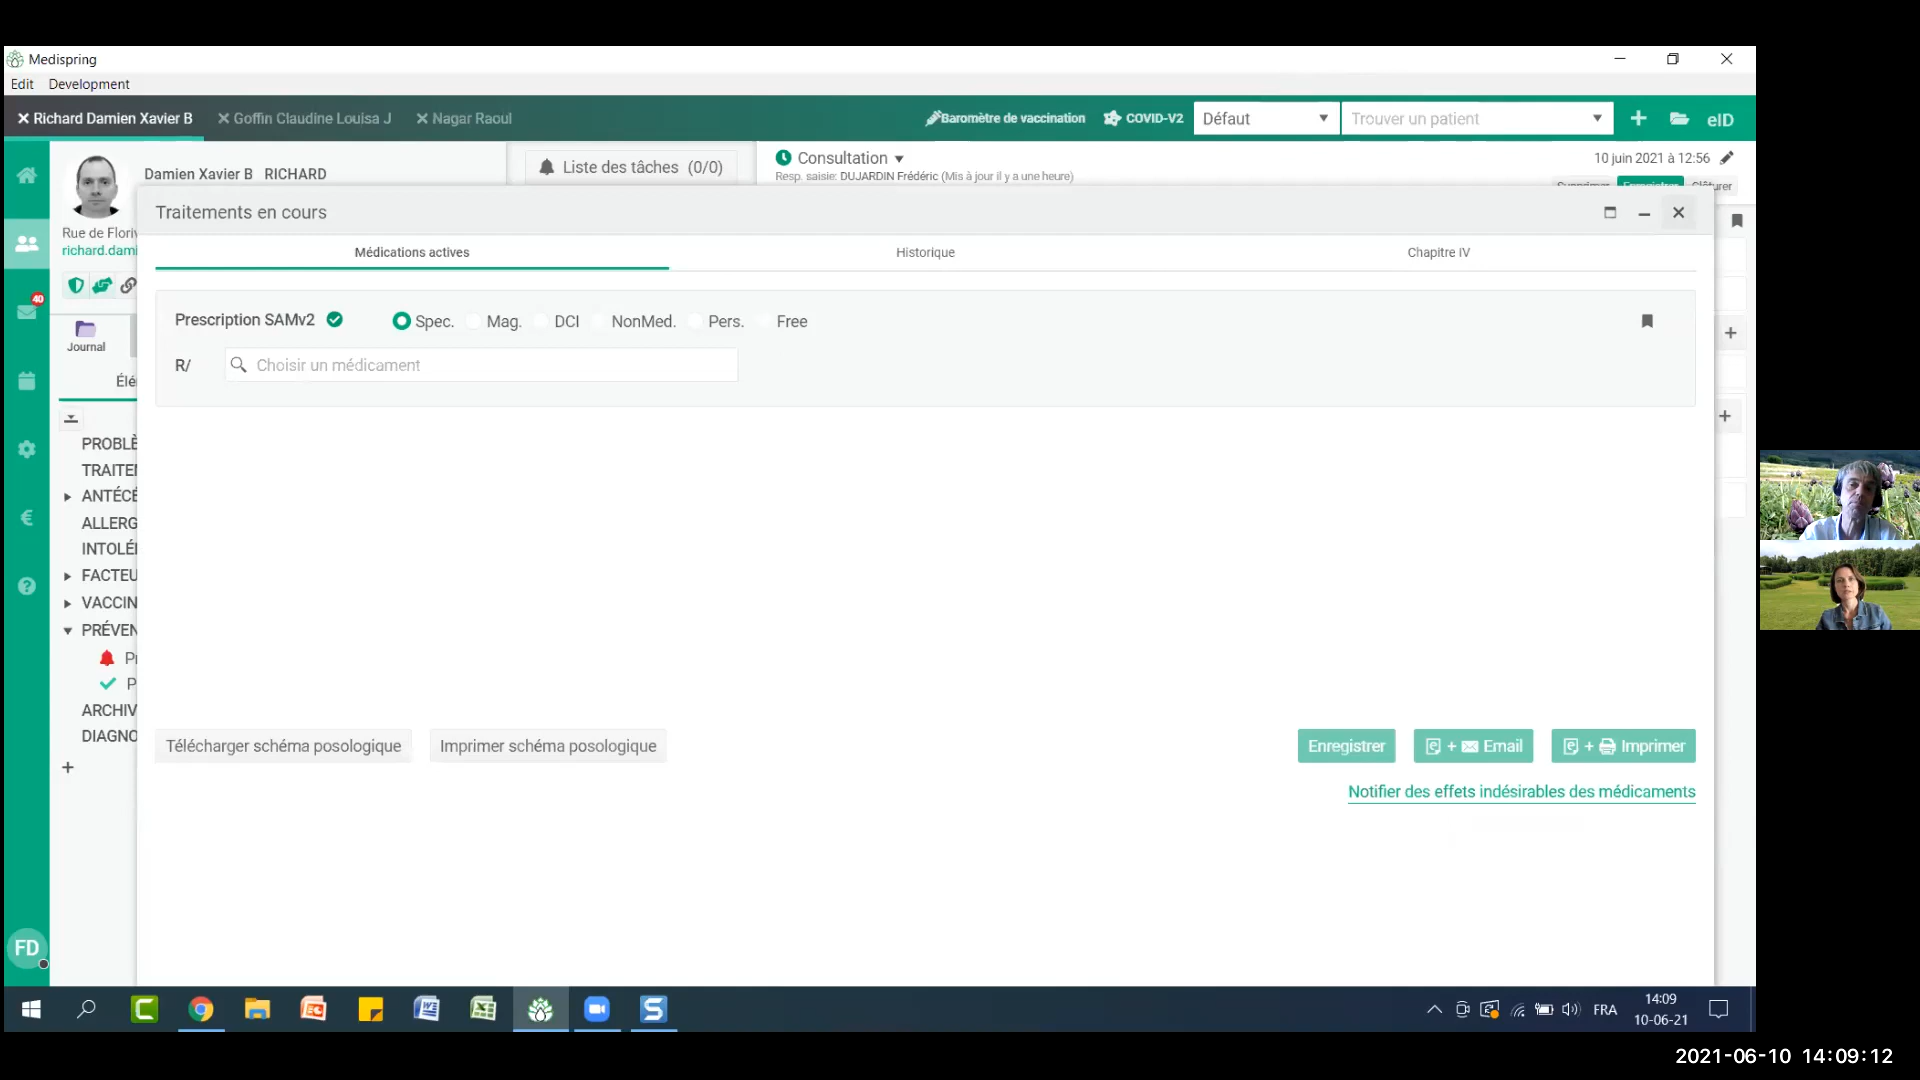 Medispring
Edit Development
Richard Damien Xavier B Goffin Claudine Louisa J Nagar Raoul
Baromètre de vaccination COVID-V2 Défaut Trouver un patient eID
Damien Xavier B RICHARD
Liste des tâches (0/0)
Consultation
10 juin 2021 à 12:56
Resp. saisie: DUJARDIN Frédéric (Mis à jour il y a une heure)
Traitements en cours
Rue de Floriv
richard.dami
Médications actives Historique Chapitre IV
40
Prescription SAMv2 Spec. Mag. DCI NonMed. Pers. Free
Journal
R/ Choisir un médicament
Élé
PROBLÈ
TRAITEM
ANTÉCÉ
ALLERG
INTOLÉ
FACTEU
VACCIN
PRÉVEN
P
ARCHIV
DIAGNO
Télécharger schéma posologique Imprimer schéma posologique Enregistrer + Email + Imprimer
Notifier des effets indésirables des médicaments
FD
FRA
14:09
10-06-21
2021-06-10 14:09:12